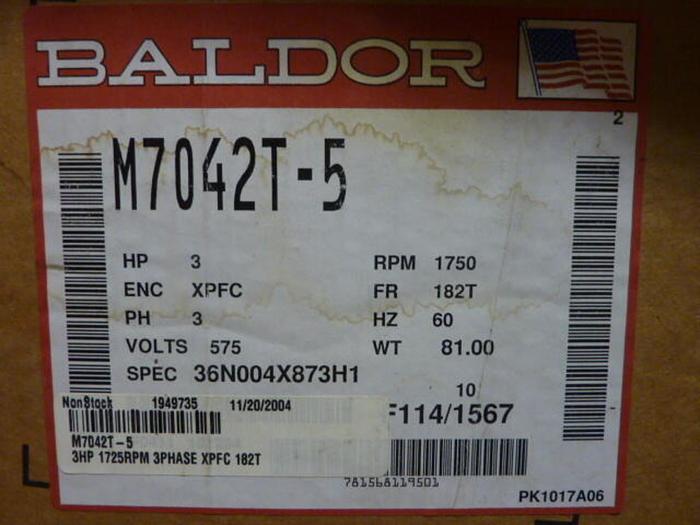 BALDOR
2
M7042T-5
HP 3 RPM 1750
ENC XPFC FR 182T
PH 3 HZ 60
VOLTS 575 WT 81.00
SPEC 36N004X873H1
10
F114/1567
NonStock 1949735 11/20/2004
M7042T-5
3HP 1725RPM 3PHASE XPFC 182T
781568119501
PK1017A06